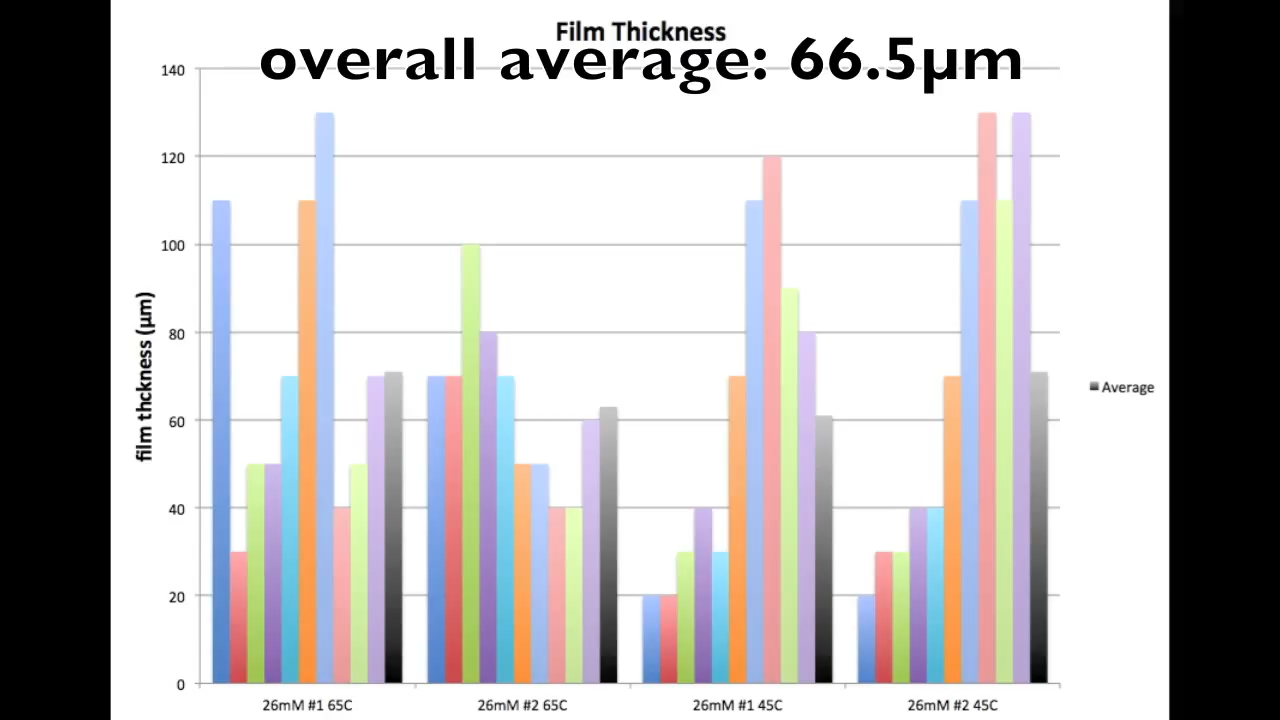 Film Thickness
overall average: 66.5µm
140
120
100
80
60
40
20
0
film thckness (µm)
26mM #1 65C
26mM #2 65C
26mM #1 45C
26mM #2 45C
Average